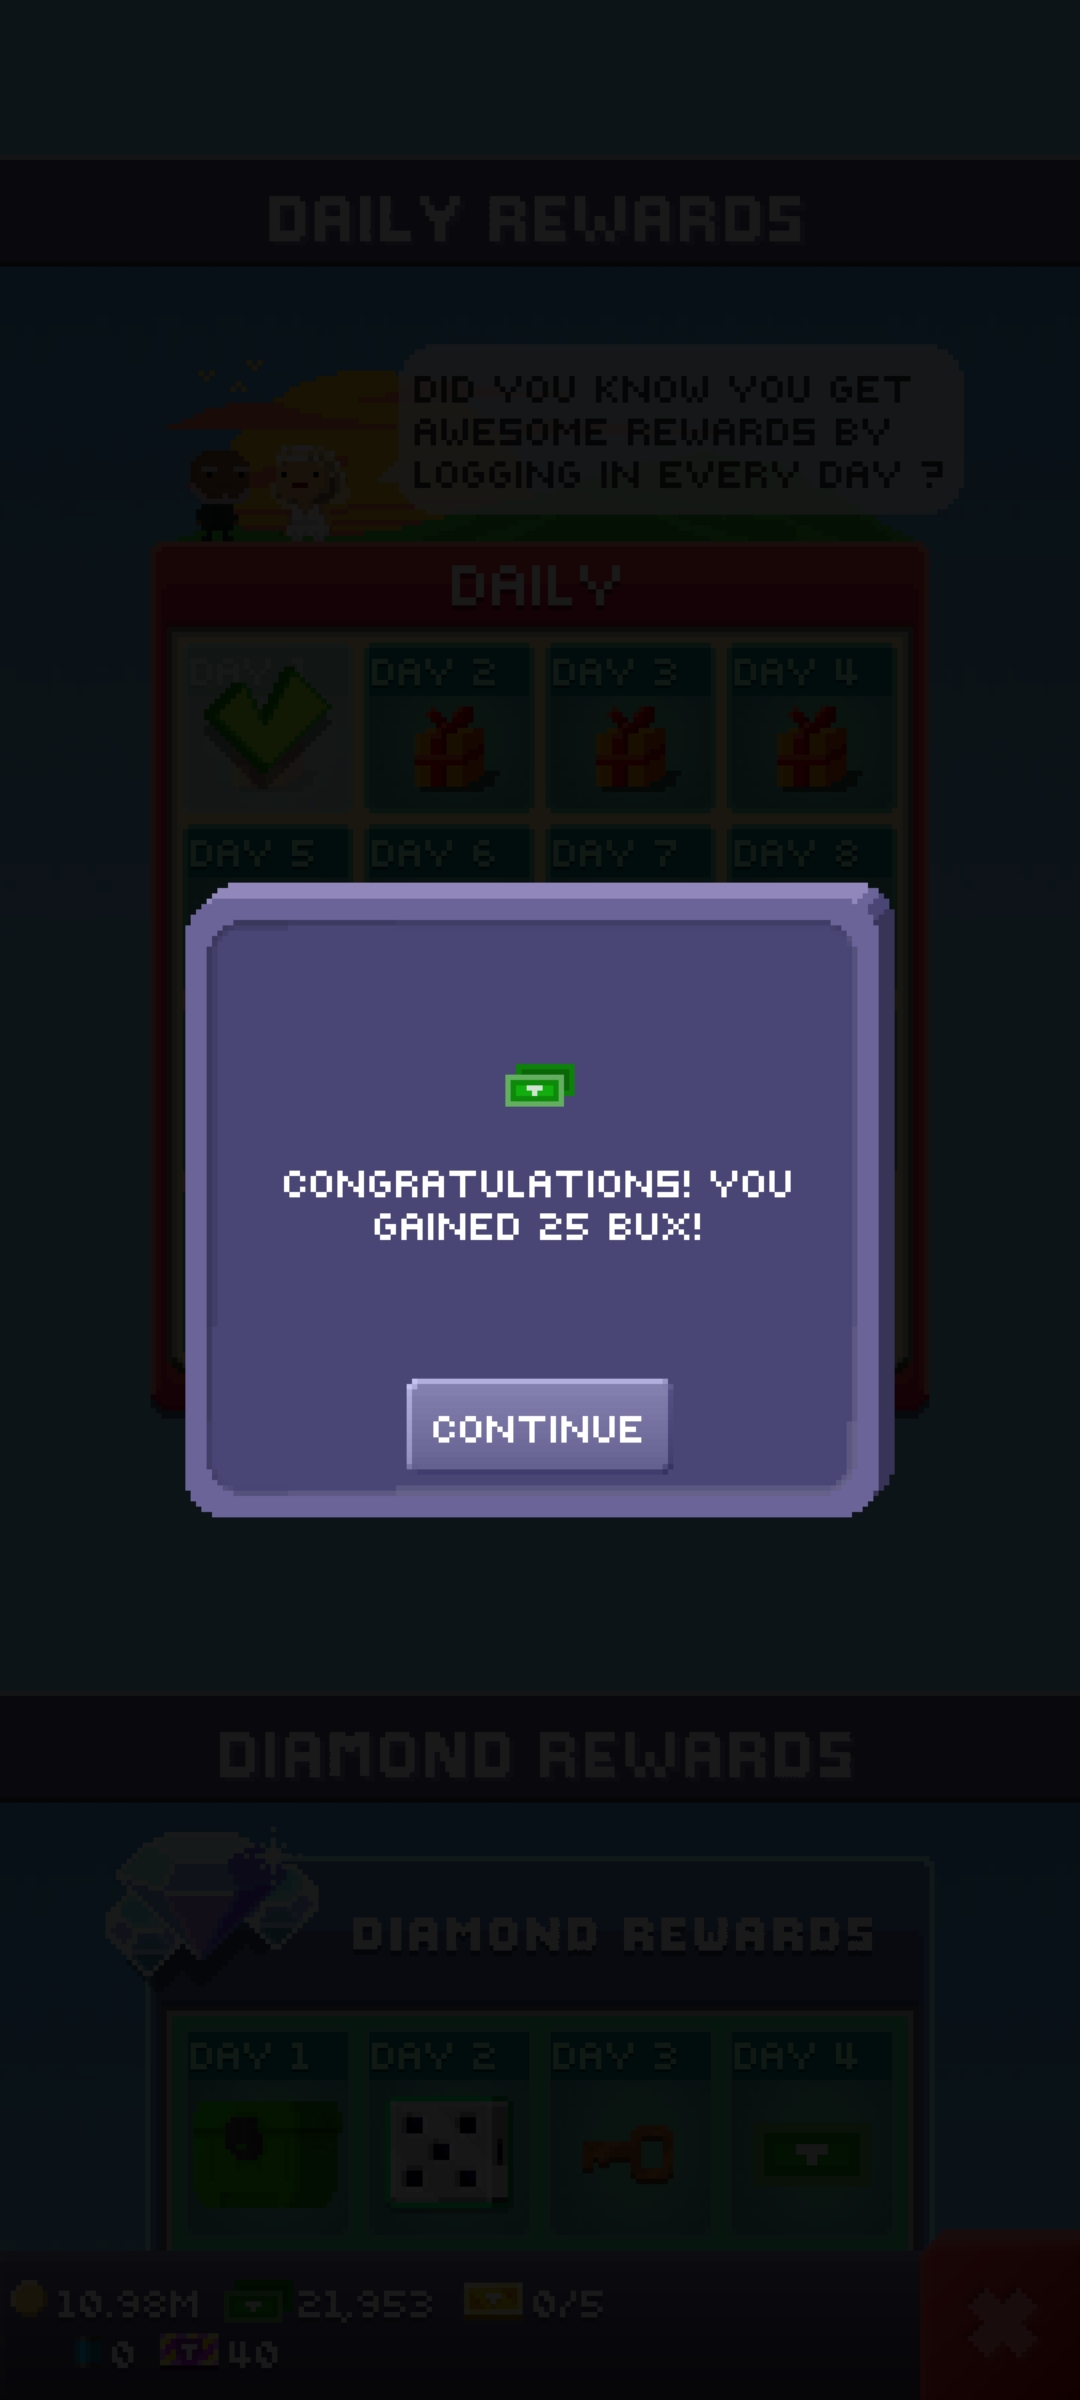 DAILY REWARDS
DID YOU KNOW YOU GET
AWESOME REWARDS BY
LOGGING IN EVERY DAY ?
DAILY
DAY 1 DAY 2 DAY 3 DAY 4
DAY 5 DAY 6 DAY 7 DAY 8
CONGRATULATIONS! YOU
GAINED 25 BUX!
CONTINUE
DIAMOND REWARDS
DIAMOND REWARDS
DAY 1 DAY 2 DAY 3 DAY 4
10.98M 21,953 0/5
0 40